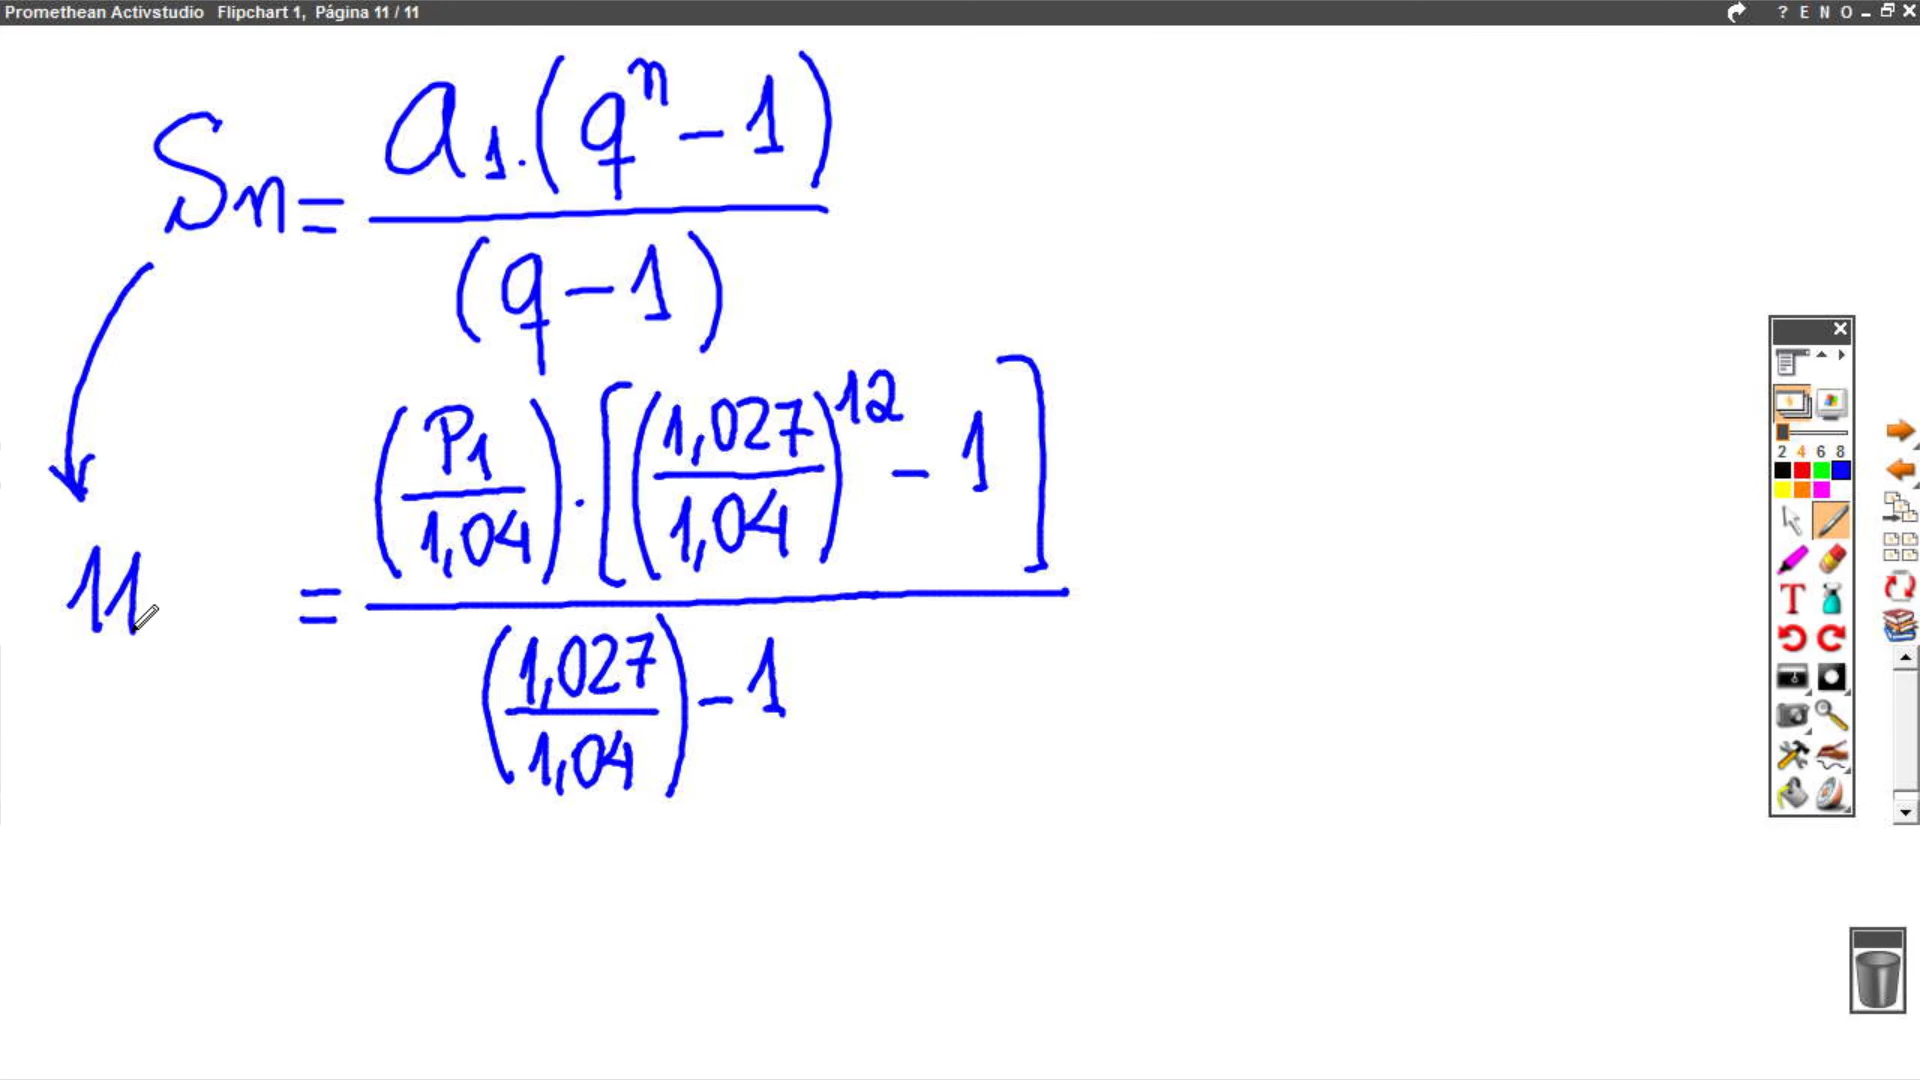 Promethean Activstudio Flipchart 1, Página 11 / 11
? E N O
Sn = a₁·(qⁿ - 1) / (q - 1)
11 = (P₁ / 1,04) · [(1,027 / 1,04)¹² - 1] / ((1,027 / 1,04) - 1)
2 4 6 8
T